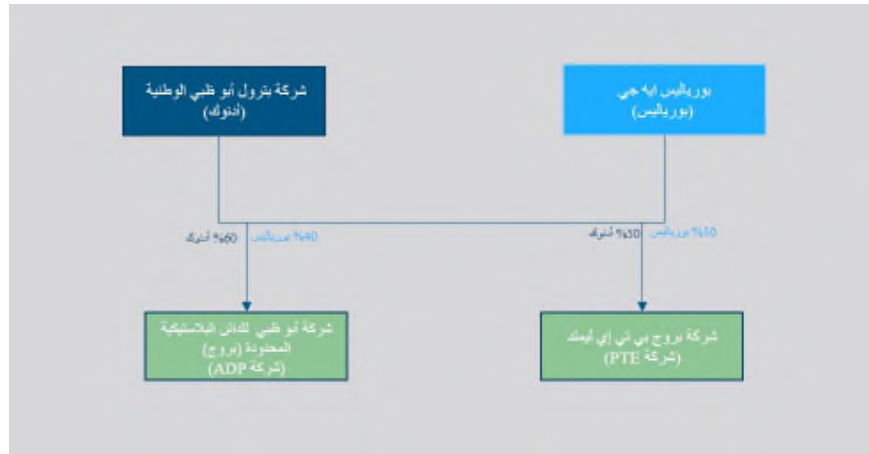 شركة بترول أبو ظبي الوطنية
(أدنوك)
بورياليس ايه جي
(بورياليس)
60% أدنوك
40% بورياليس
50% أدنوك
50% بورياليس
شركة أبو ظبي للدائن البلاستيكية
المحدودة (بروج)
(شركة ADP)
شركة بروج بي تي إي ليمتد
(شركة PTE)